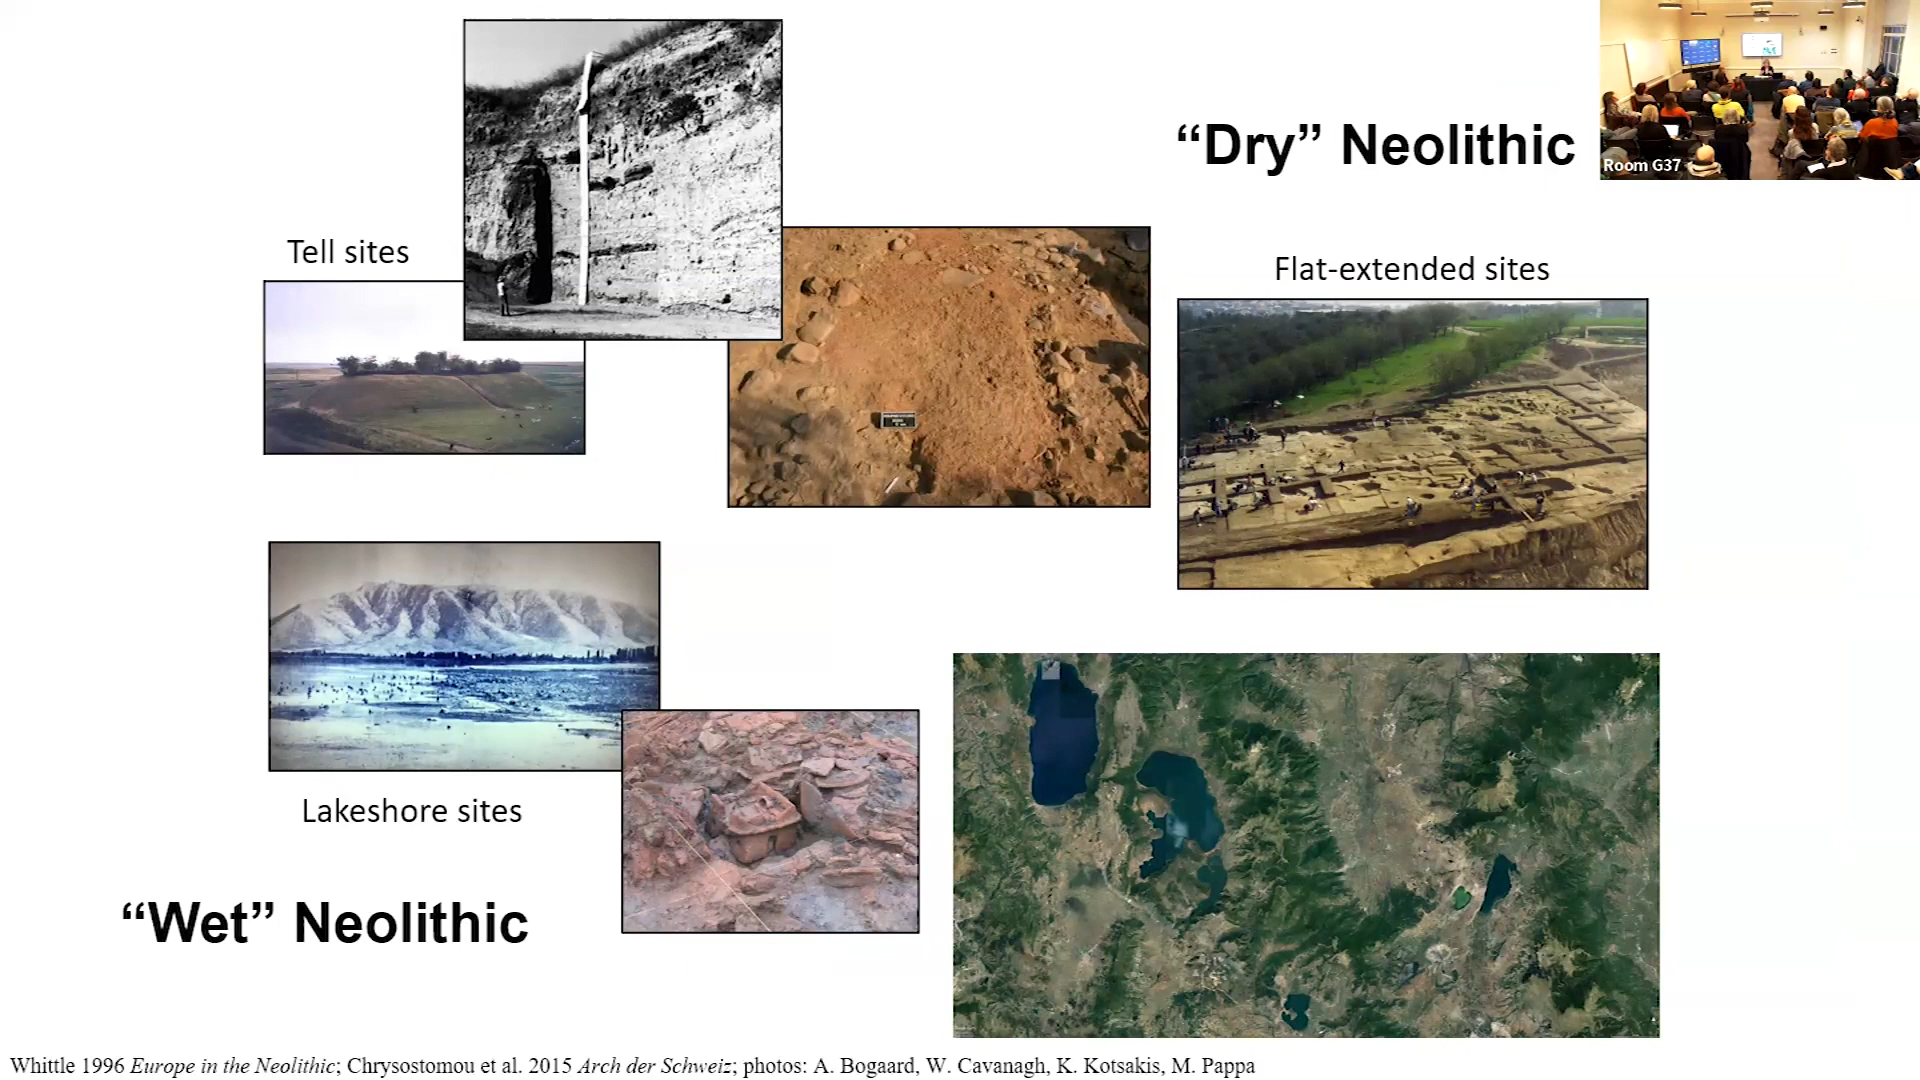 “Dry” Neolithic
Room G37
Tell sites
Flat-extended sites
Lakeshore sites
“Wet” Neolithic
Whittle 1996 Europe in the Neolithic; Chrysostomou et al. 2015 Arch der Schweiz; photos: A. Bogaard, W. Cavanagh, K. Kotsakis, M. Pappa